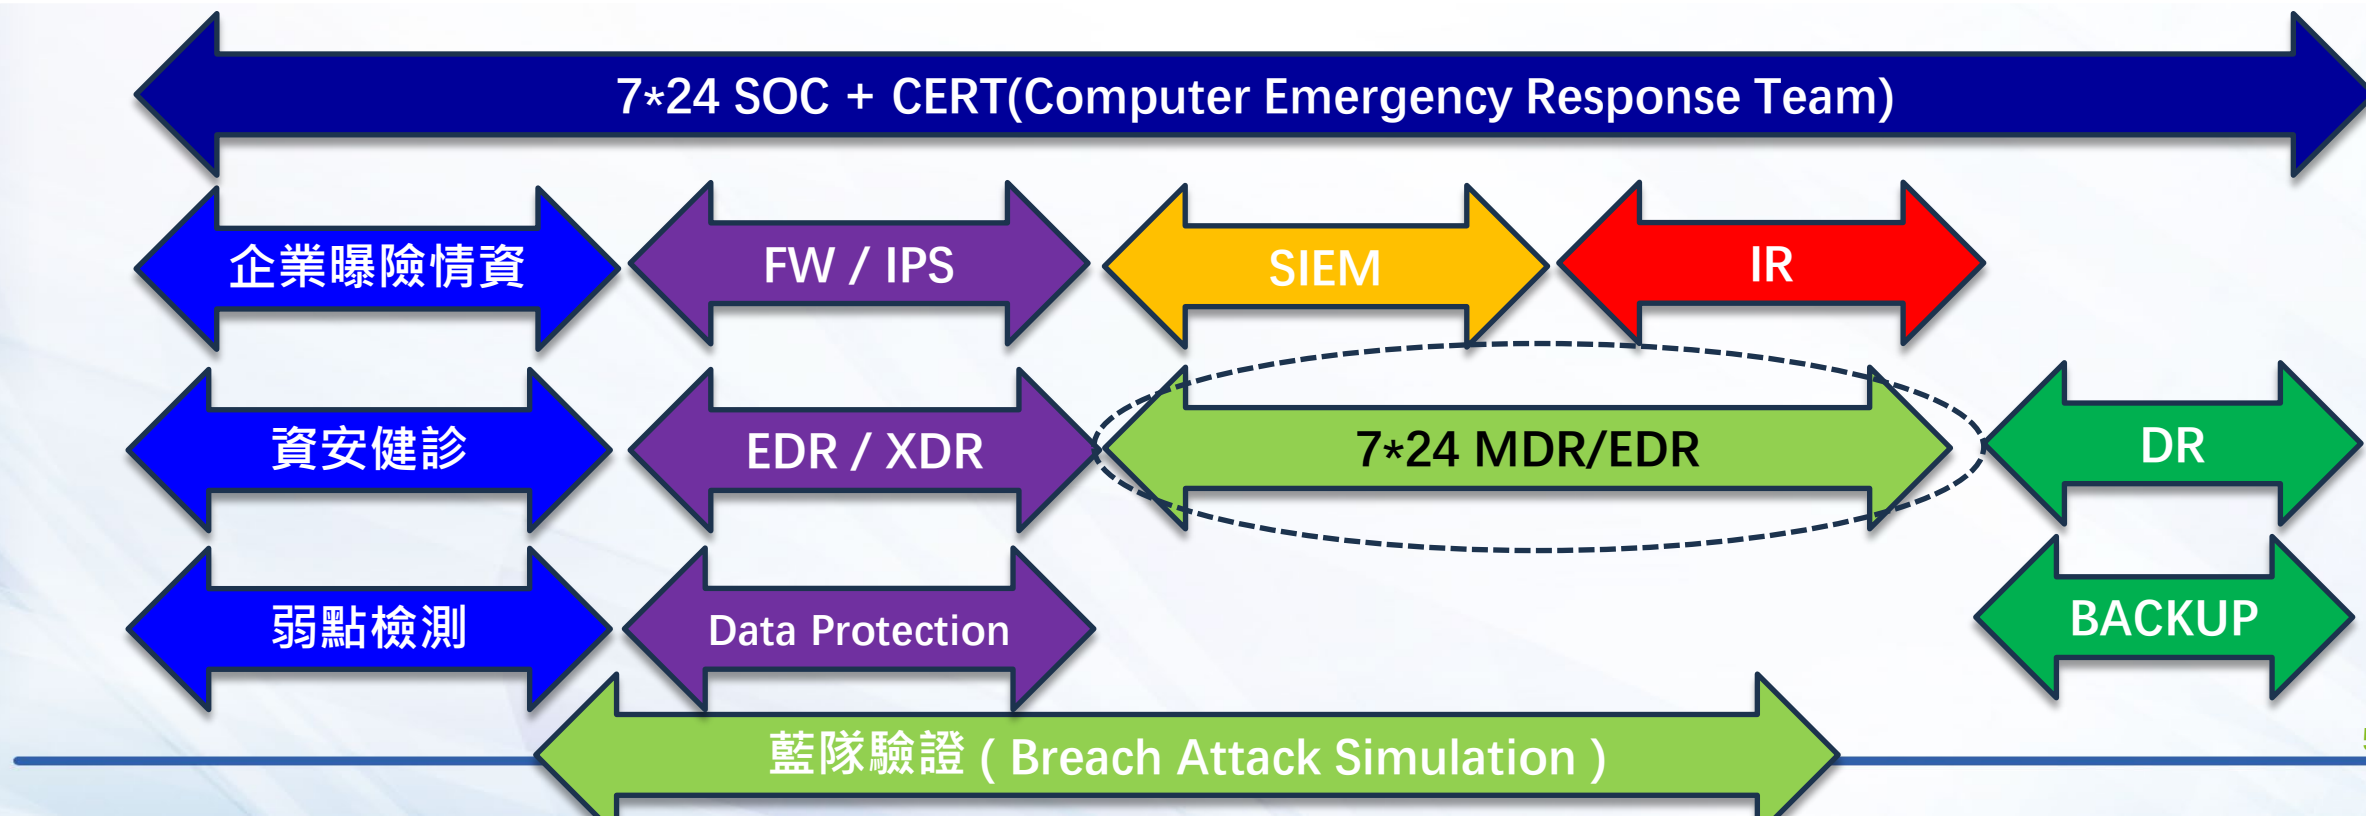 7*24 SOC + CERT(Computer Emergency Response Team)
企業曝險情資
FW / IPS
SIEM
IR
資安健診
EDR / XDR
7*24 MDR/EDR
DR
弱點檢測
Data Protection
BACKUP
藍隊驗證 ( Breach Attack Simulation )